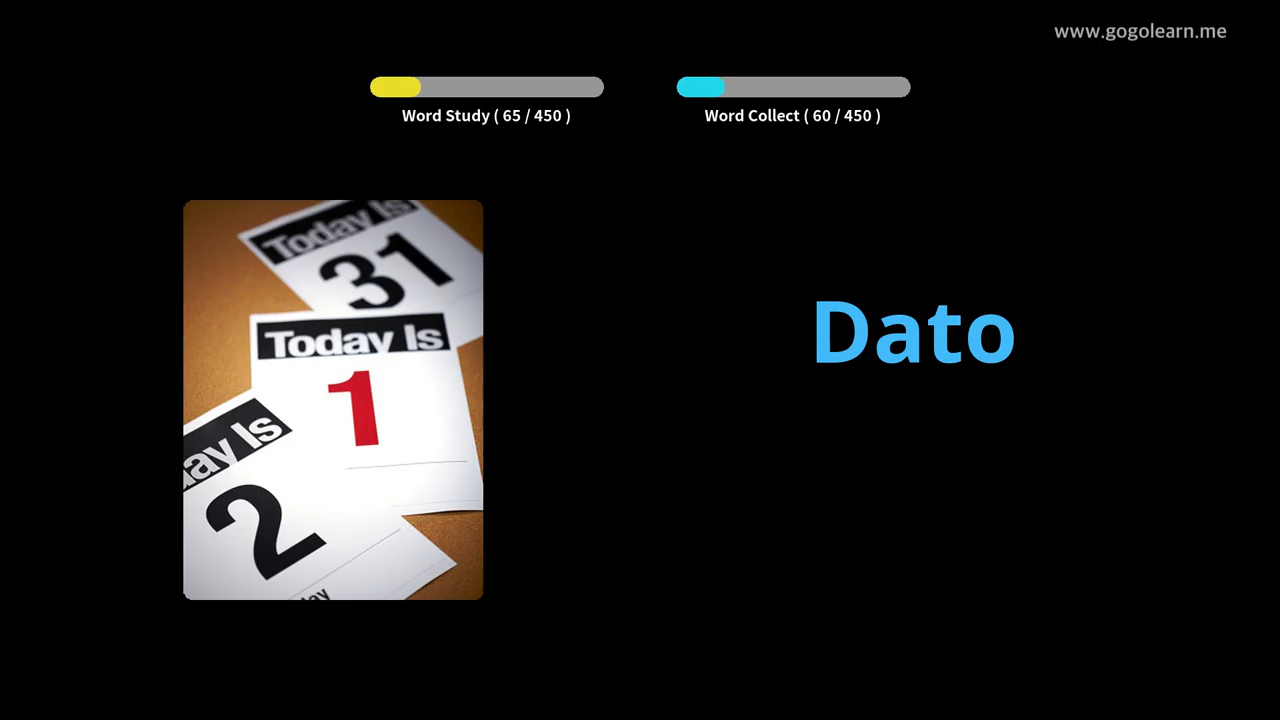 www.gogolearn.me
Word Study ( 65 / 450 )
Word Collect ( 60 / 450 )
Today Is
31
Today Is
1
day Is
2
Dato